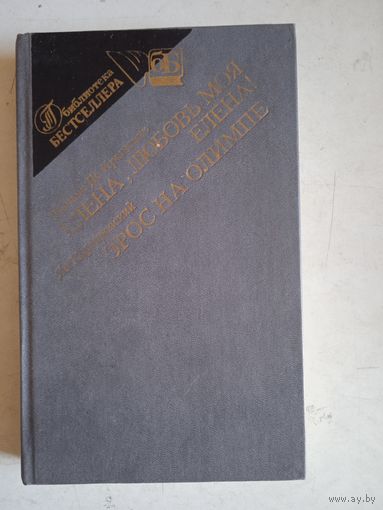 библиотека
БЕСТСЕЛЛЕРА
ЕЛЕНА, ЛЮБОВЬ МОЯ
ЕЛЕНА!
ЭРОС НА ОЛИМПЕ
www.ay.by